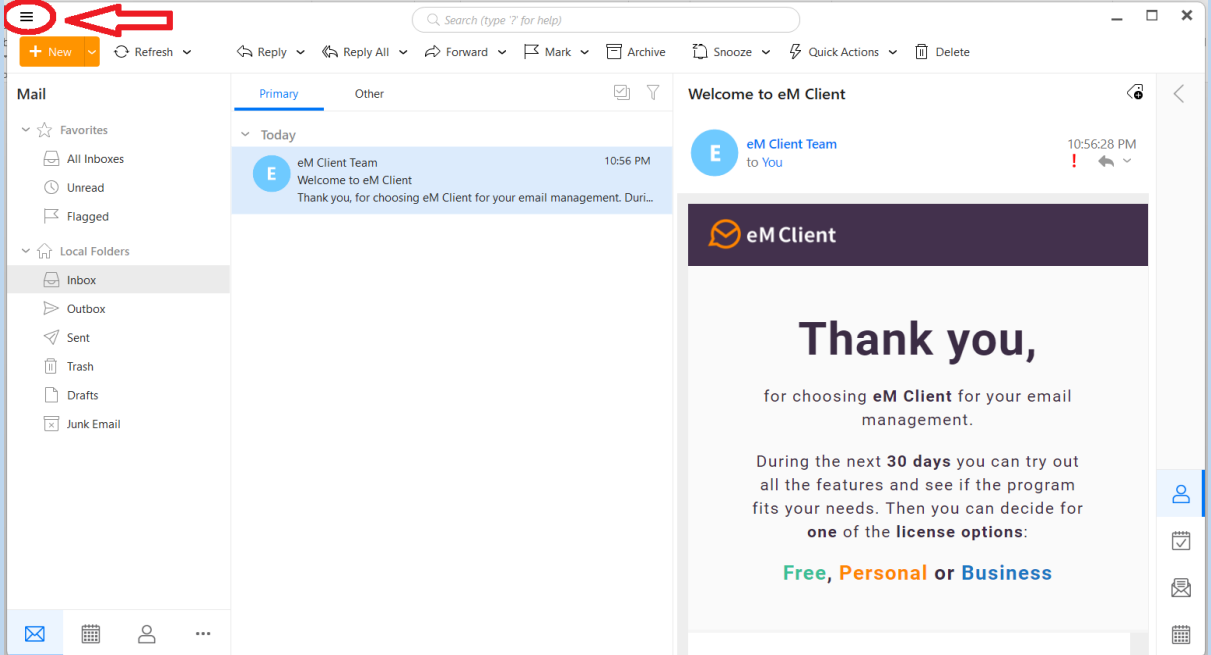 Search (type '?' for help)
New
Refresh
Reply
Reply All
Forward
Mark
Archive
Snooze
Quick Actions
Delete
Mail
Favorites
All Inboxes
Unread
Flagged
Local Folders
Inbox
Outbox
Sent
Trash
Drafts
Junk Email
Primary
Other
Today
E
eM Client Team
10:56 PM
Welcome to eM Client
Thank you, for choosing eM Client for your email management. Duri...
Welcome to eM Client
E
eM Client Team
10:56:28 PM
to You
eM Client
Thank you,
for choosing eM Client for your email
management.
During the next 30 days you can try out
all the features and see if the program
fits your needs. Then you can decide for
one of the license options:
Free, Personal or Business